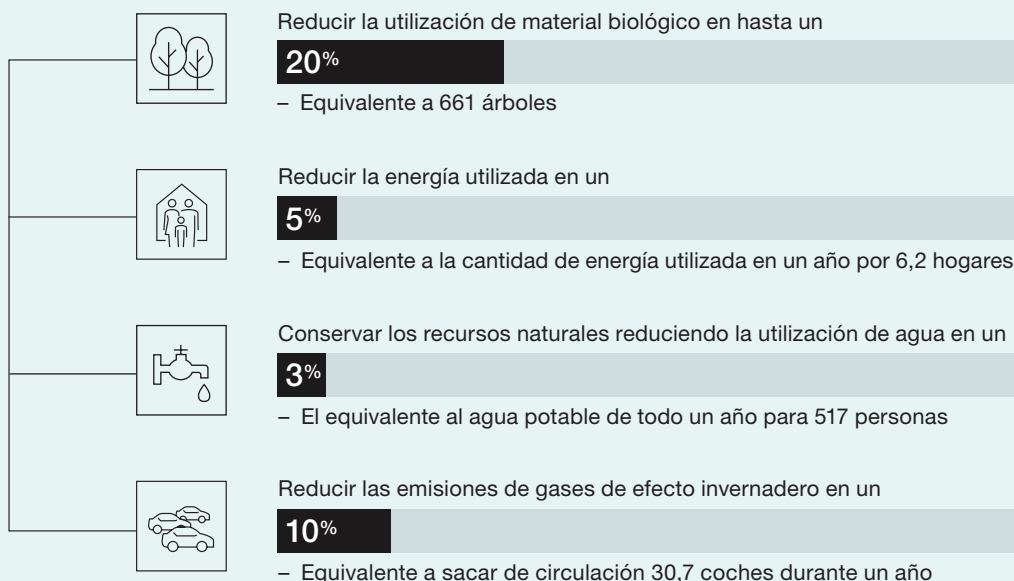 Reducir la utilización de material biológico en hasta un
20%
– Equivalente a 661 árboles
Reducir la energía utilizada en un
5%
– Equivalente a la cantidad de energía utilizada en un año por 6,2 hogares
Conservar los recursos naturales reduciendo la utilización de agua en un
3%
– El equivalente al agua potable de todo un año para 517 personas
Reducir las emisiones de gases de efecto invernadero en un
10%
– Equivalente a sacar de circulación 30,7 coches durante un año